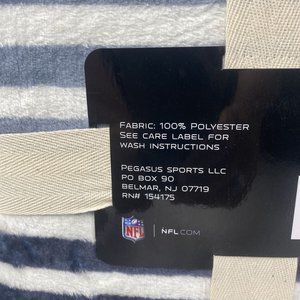 FABRIC: 100% POLYESTER
SEE CARE LABEL FOR
WASH INSTRUCTIONS
PEGASUS SPORTS LLC
PO BOX 90
BELMAR, NJ 07719
RN# 154175
NFL
NFL.COM